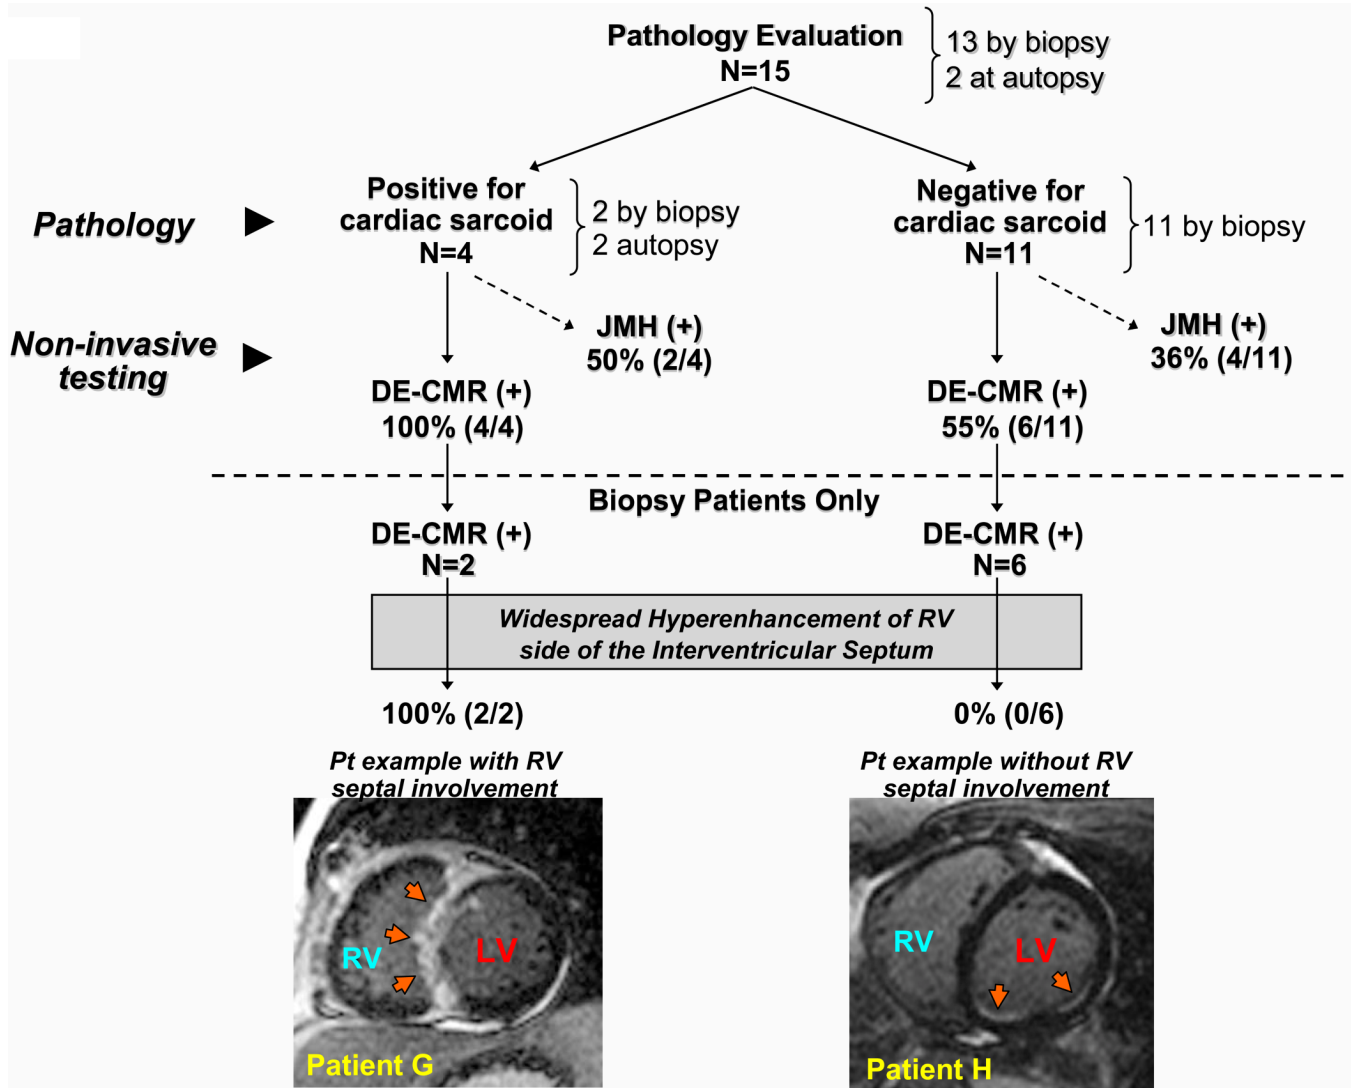 Pathology Evaluation
N=15
13 by biopsy
2 at autopsy
Pathology
Positive for
cardiac sarcoid
N=4
2 by biopsy
2 autopsy
Negative for
cardiac sarcoid
N=11
11 by biopsy
Non-invasive
testing
JMH (+)
50% (2/4)
JMH (+)
36% (4/11)
DE-CMR (+)
100% (4/4)
DE-CMR (+)
55% (6/11)
Biopsy Patients Only
DE-CMR (+)
N=2
DE-CMR (+)
N=6
Widespread Hyperenhancement of RV
side of the Interventricular Septum
100% (2/2)
0% (0/6)
Pt example with RV
septal involvement
Pt example without RV
septal involvement
RV
LV
Patient G
RV
LV
Patient H